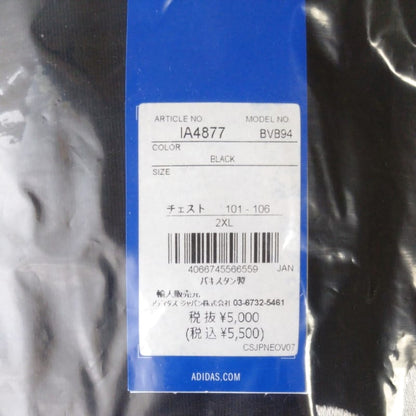 ARTICLE NO. MODEL NO.
IA4877 BVB94
COLOR
BLACK
SIZE
チェスト 101 - 106
2XL
4066745566559 JAN
パキスタン製
輸入販売元
アディダス ジャパン株式会社 03-6732-5461
税抜 ¥5,000
(税込 ¥5,500)
CSJPNEOV07
ADIDAS.COM